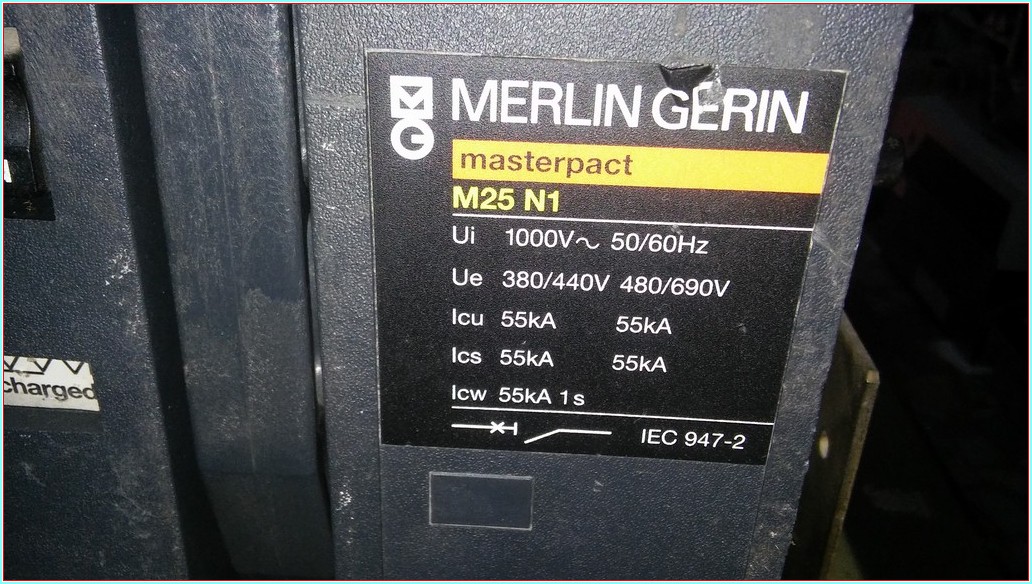 MERLIN GERIN
masterpact
M25 N1
Ui 1000V~ 50/60Hz
Ue 380/440V 480/690V
Icu 55kA 55kA
Ics 55kA 55kA
Icw 55kA 1s
IEC 947-2
charged